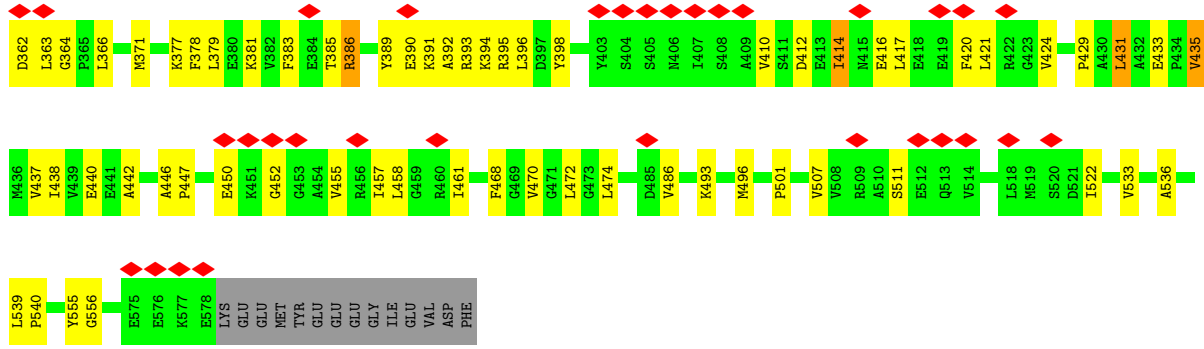 D362 L363 G364 P365 L366 M371 K377 F378 L379 E380 K381 V382 F383 E384 T385 R386 Y389 E390 K391 A392 R393 K394 R395 L396 D397 Y398 Y403 S404 S405 N406 I407 S408 A409 V410 S411 D412 E413 I414 N415 E416 L417 E418 E419 F420 L421 R422 G423 V424 P429 A430 L431 A432 E433 P434 V435
M436 V437 I438 V439 E440 E441 A442 A446 P447 E450 K451 G452 G453 A454 V455 R456 I457 L458 G459 R460 I461 F468 G469 V470 G471 L472 G473 L474 D485 V486 K493 M496 P501 V507 V508 R509 A510 S511 E512 Q513 V514 L518 M519 S520 D521 I522 V533 A536
L539 P540 Y555 G556 E575 E576 K577 E578 LYS GLU GLU MET TYR GLU GLU GLU GLY ILE GLU VAL ASP PHE